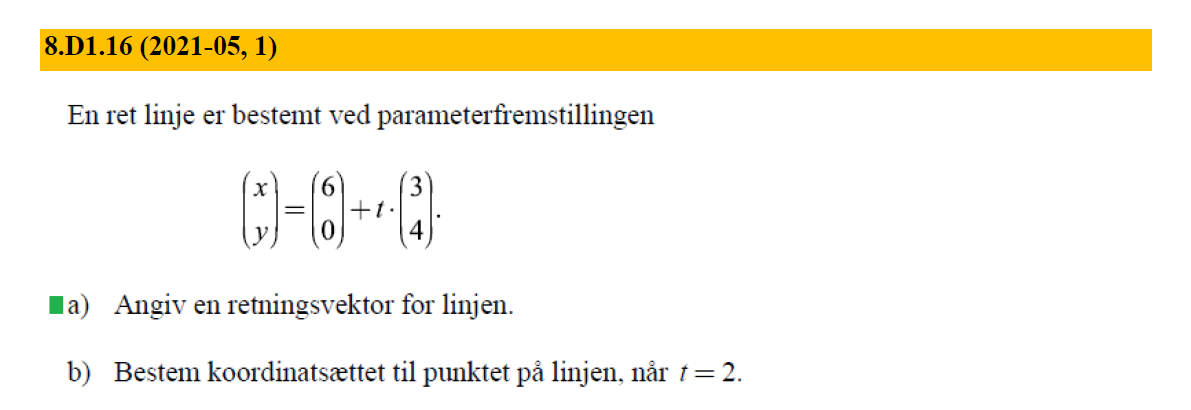 8.D1.16 (2021-05, 1)
En ret linje er bestemt ved parameterfremstillingen
(x y) = (6 0) + t · (3 4).
a) Angiv en retningsvektor for linjen.
b) Bestem koordinatsættet til punktet på linjen, når t = 2.